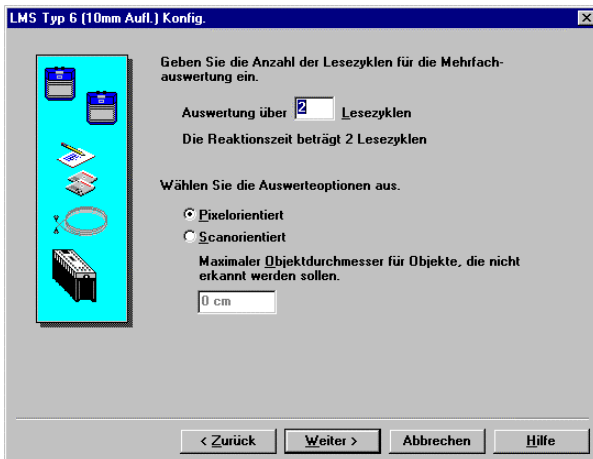 LMS Typ 6 (10mm Aufl.) Konfig.
Geben Sie die Anzahl der Lesezyklen für die Mehrfach-
auswertung ein.
Auswertung über 2 Lesezyklen
Die Reaktionszeit beträgt 2 Lesezyklen
Wählen Sie die Auswerteoptionen aus.
Pixelorientiert
Scanorientiert
Maximaler Objektdurchmesser für Objekte, die nicht
erkannt werden sollen.
0 cm
< Zurück Weiter > Abbrechen Hilfe